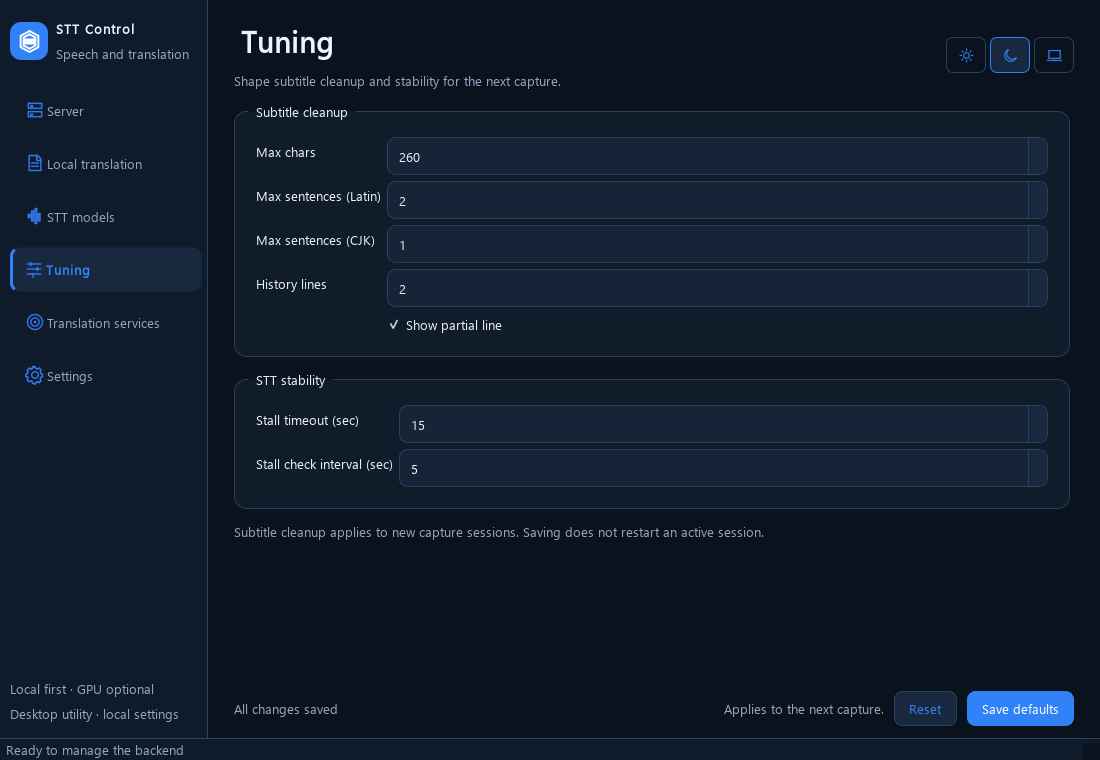 STT Control
Speech and translation
Server
Local translation
STT models
Tuning
Translation services
Settings
Local first · GPU optional
Desktop utility · local settings
Tuning
Shape subtitle cleanup and stability for the next capture.
Subtitle cleanup
Max chars
260
Max sentences (Latin)
2
Max sentences (CJK)
1
History lines
2
Show partial line
STT stability
Stall timeout (sec)
15
Stall check interval (sec)
5
Subtitle cleanup applies to new capture sessions. Saving does not restart an active session.
All changes saved
Applies to the next capture.
Reset
Save defaults
Ready to manage the backend